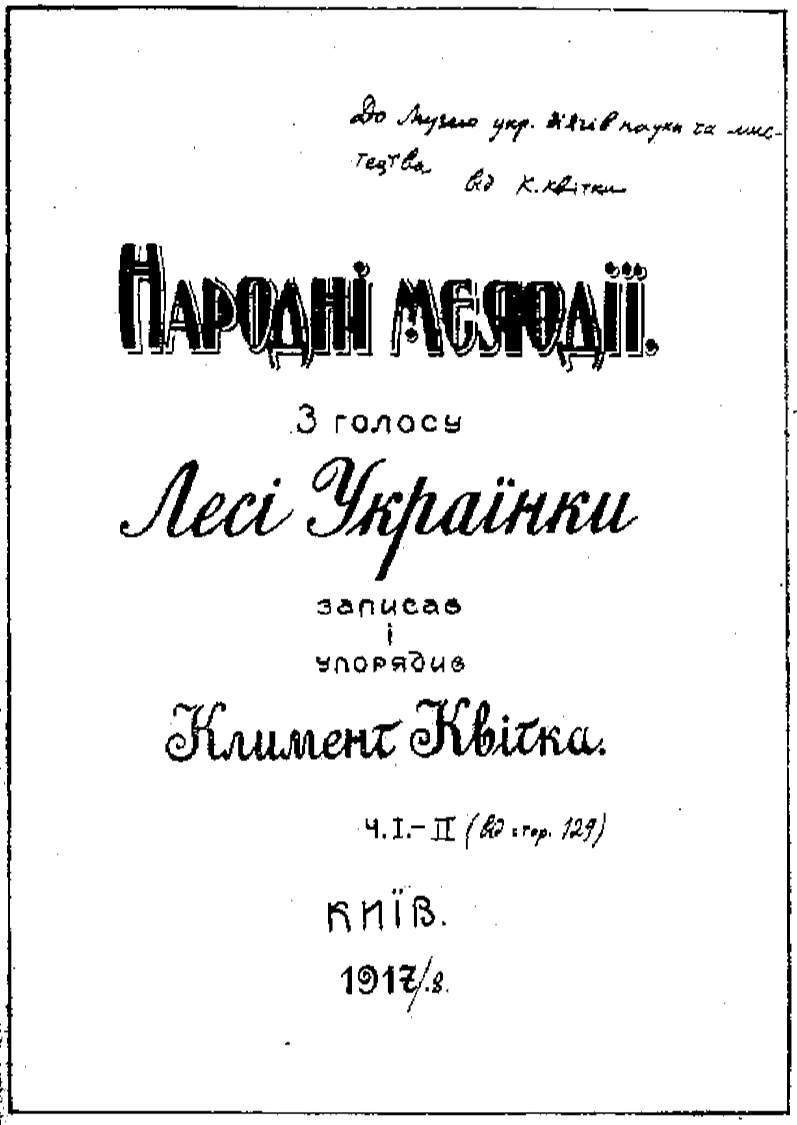 До Музею укр. діячів науки та мис-
тецтва
від К. Квітки
Народні мелодії.
З голосу
Лесі Українки
записав
і
упорядив
Климент Квітка.
Ч. I.– II (від стор. 129)
Київ.
1917/8.